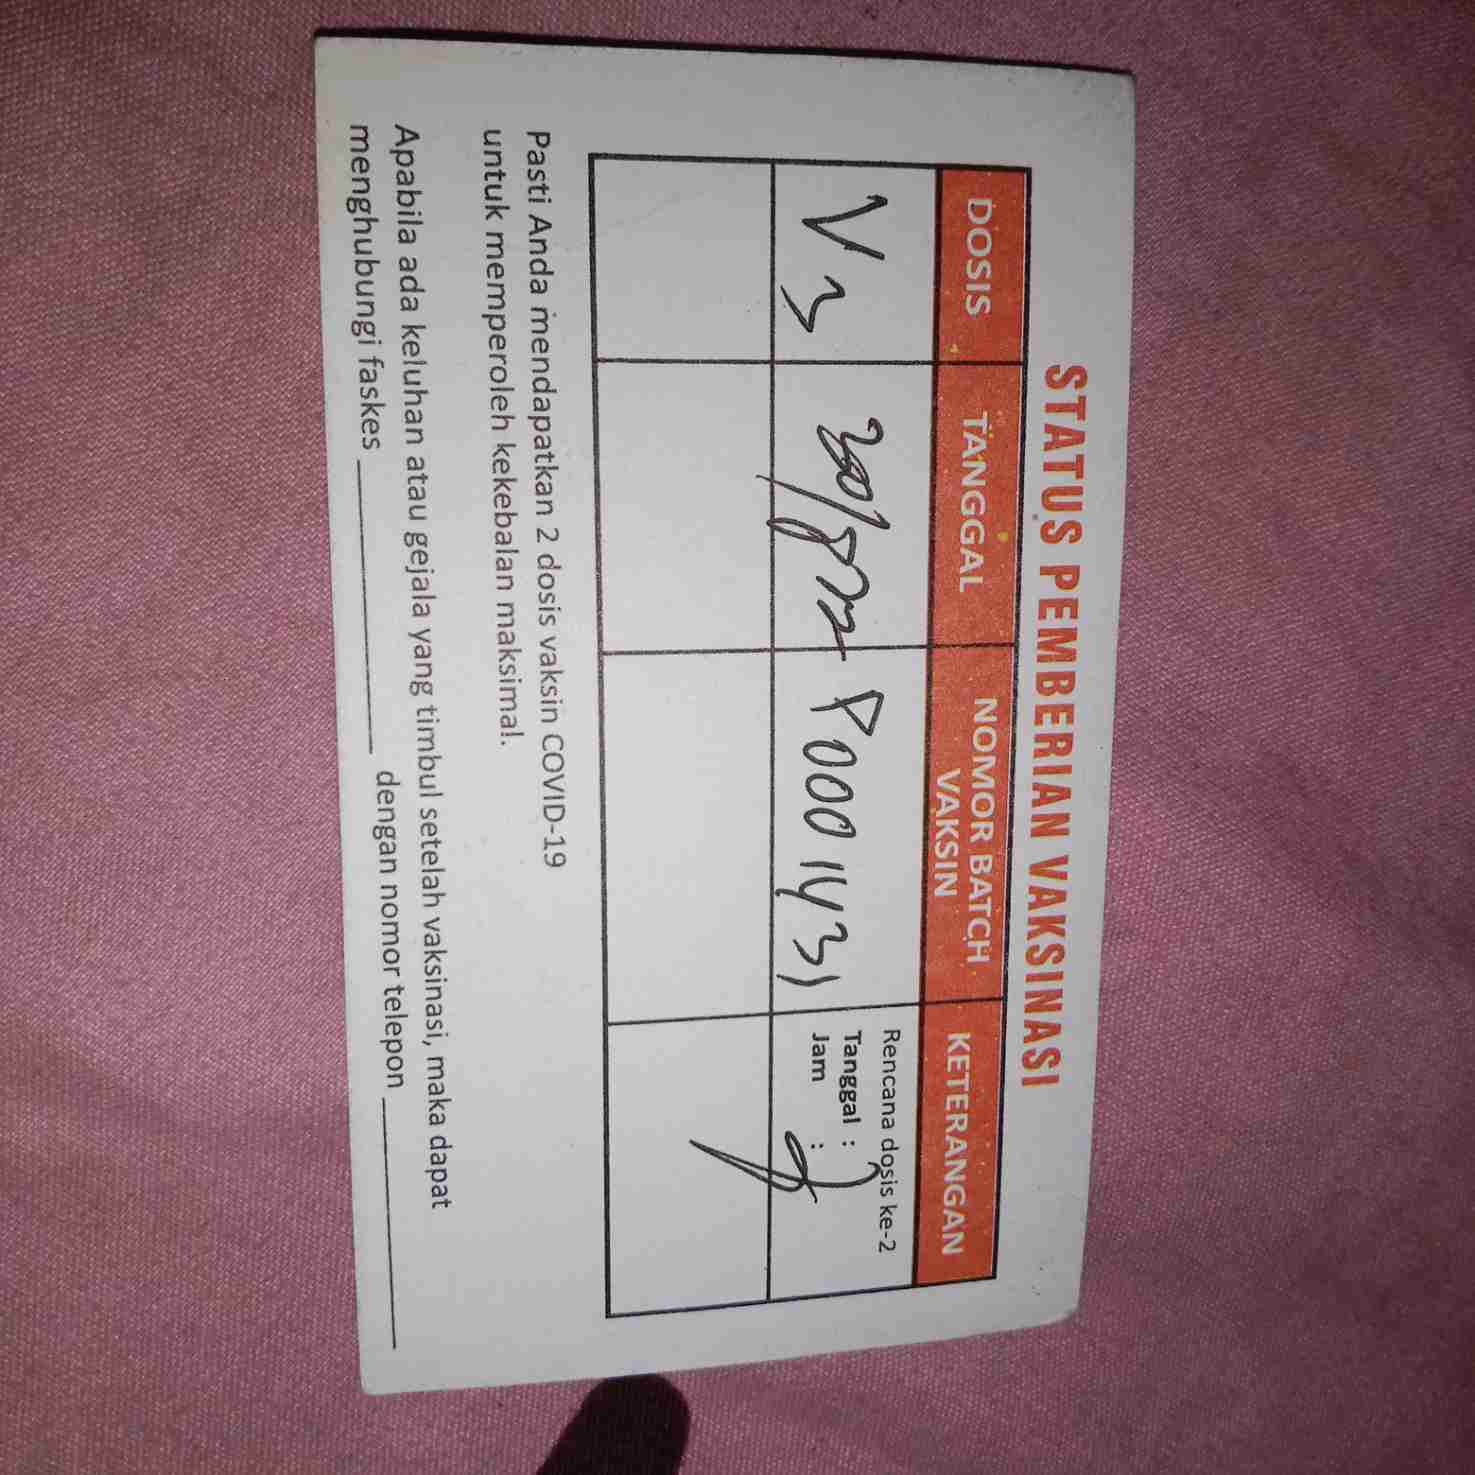 STATUS PEMBERIAN VAKSINASI
DOSIS TANGGAL NOMOR BATCH VAKSIN KETERANGAN
V3 P0001431 Rencana dosis ke-2
Tanggal :
Jam :
Pasti Anda mendapatkan 2 dosis vaksin COVID-19
untuk memperoleh kekebalan maksimal.
Apabila ada keluhan atau gejala yang timbul setelah vaksinasi, maka dapat
menghubungi faskes ____________ dengan nomor telepon ____________